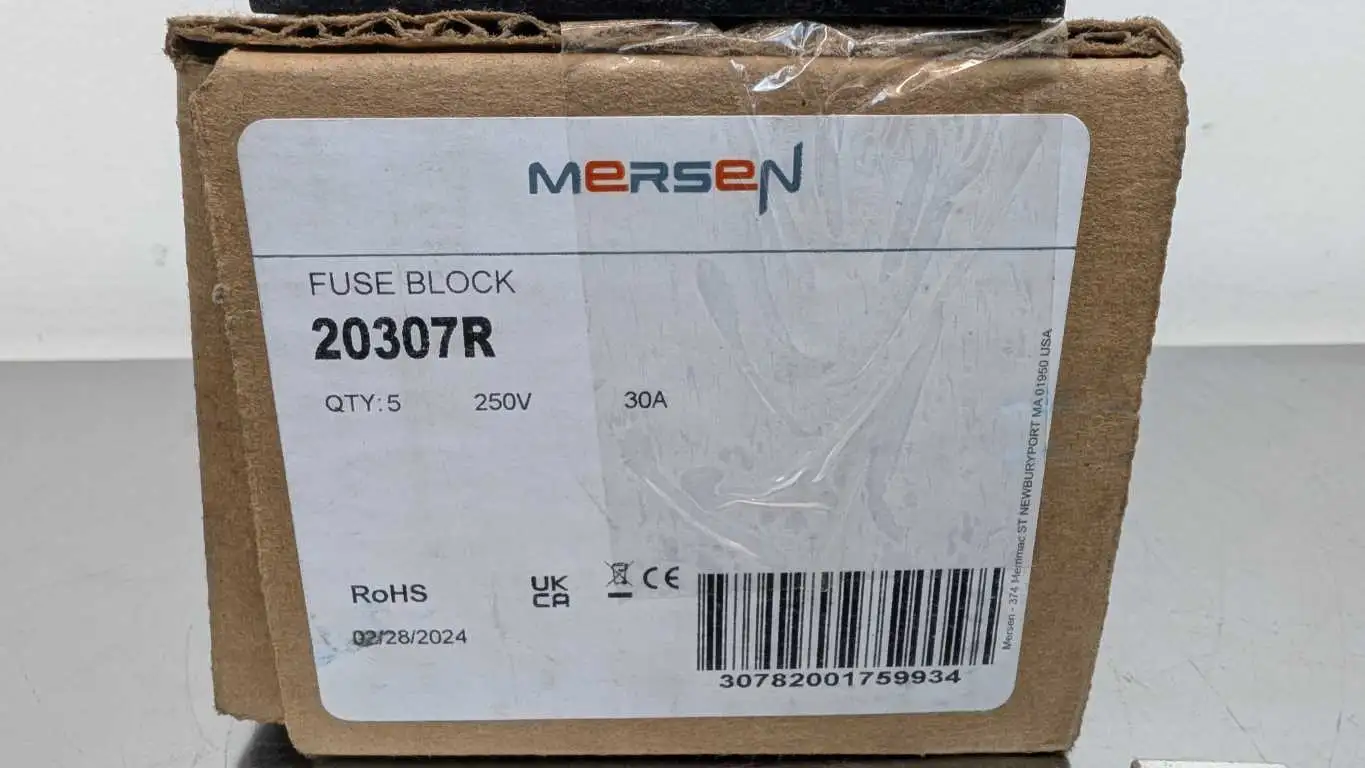 MERSEN
FUSE BLOCK
20307R
QTY: 5 250V 30A
RoHS
UK
CA
CE
02/28/2024
30782001759934
Mersen - 374 Merrimac ST NEWBURYPORT MA 01950 USA